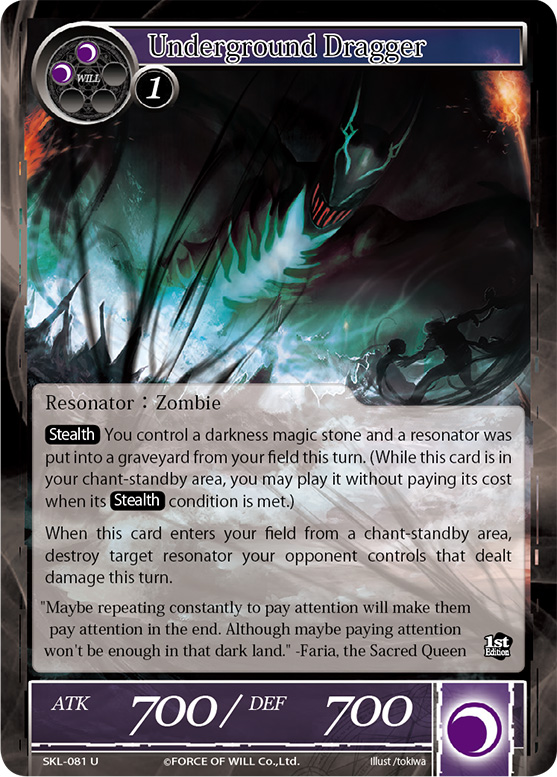 Underground Dragger
WILL
1
Resonator : Zombie
Stealth You control a darkness magic stone and a resonator was
put into a graveyard from your field this turn. (While this card is in
your chant-standby area, you may play it without paying its cost
when its Stealth condition is met.)
When this card enters your field from a chant-standby area,
destroy target resonator your opponent controls that dealt
damage this turn.
"Maybe repeating constantly to pay attention will make them
pay attention in the end. Although maybe paying attention
won't be enough in that dark land." -Faria, the Sacred Queen
1st
Edition
ATK 700 / DEF 700
SKL-081 U ©FORCE OF WILL Co.,Ltd. Illust /tokiwa